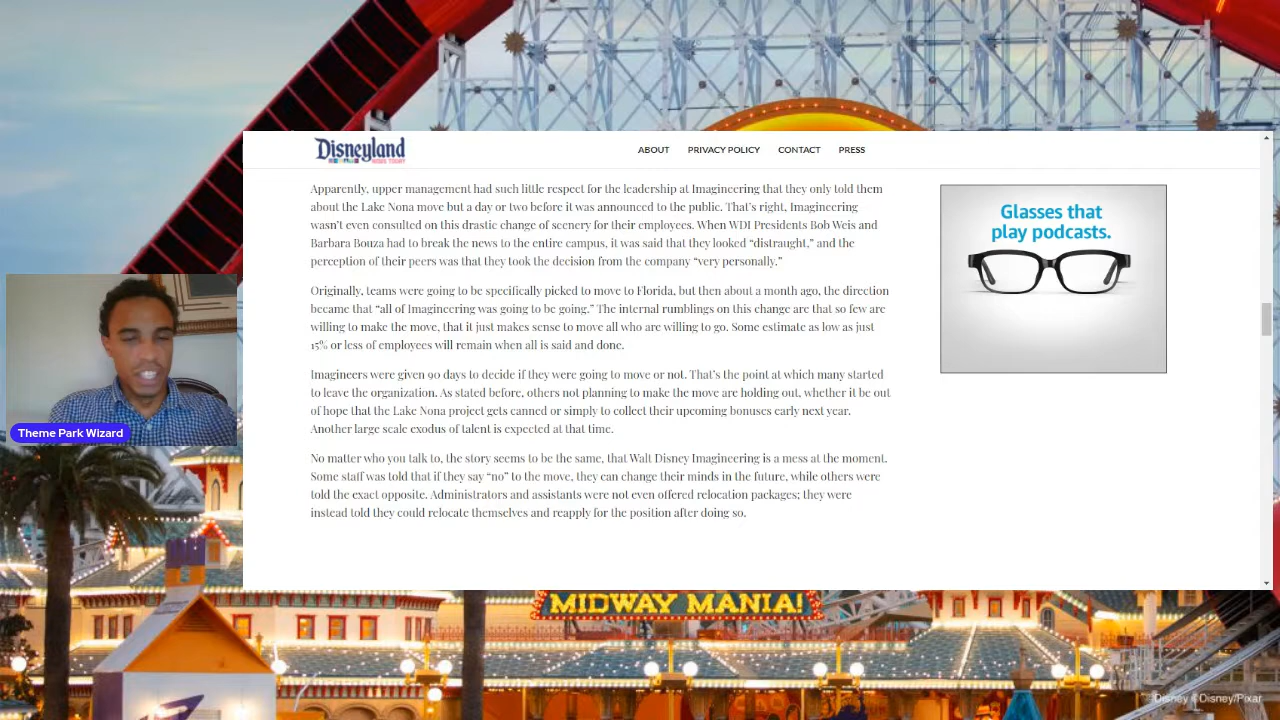 Disneyland
ABOUT
PRIVACY POLICY
CONTACT
PRESS
Apparently, upper management had such little respect for the leadership at Imagineering that they only told them
about the Lake Nona move but a day or two before it was announced to the public. That's right, Imagineering
wasn't even consulted on this drastic change of scenery for their employees. When WDI Presidents Bob Weis and
Barbara Bouza had to break the news to the entire campus, it was said that they looked “distraught,” and the
perception of their peers was that they took the decision from the company “very personally.”
Originally, teams were going to be specifically picked to move to Florida, but then about a month ago, the direction
became that “all of Imagineering was going to be going.” The internal rumblings on this change are that so few are
willing to make the move, that it just makes sense to move all who are willing to go. Some estimate as low as just
15% or less of employees will remain when all is said and done.
Imagineers were given 90 days to decide if they were going to move or not. That's the point at which many started
to leave the organization. As stated before, others not planning to make the move are holding out, whether it be out
of hope that the Lake Nona project gets canned or simply to collect their upcoming bonuses early next year.
Another large scale exodus of talent is expected at that time.
No matter who you talk to, the story seems to be the same, that Walt Disney Imagineering is a mess at the moment.
Some staff was told that if they say “no” to the move, they can change their minds in the future, while others were
told the exact opposite. Administrators and assistants were not even offered relocation packages; they were
instead told they could relocate themselves and reapply for the position after doing so.
Glasses that
play podcasts.
Theme Park Wizard
MIDWAY MANIA!
©Disney ©Disney/Pixar